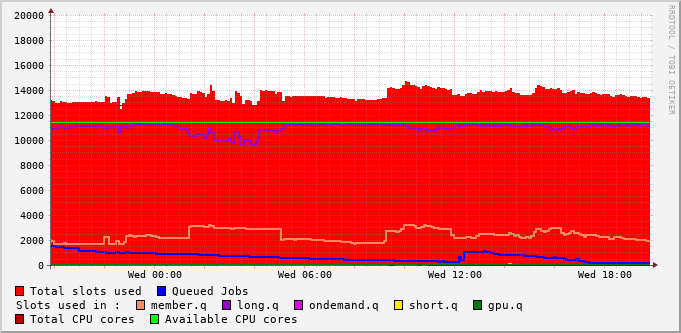 20000
18000
16000
14000
12000
10000
8000
6000
4000
2000
0
Wed 00:00 Wed 06:00 Wed 12:00 Wed 18:00
RRDTOOL / TOBI OETIKER
Total slots used Queued Jobs
Slots used in : member.q long.q ondemand.q short.q gpu.q
Total CPU cores Available CPU cores